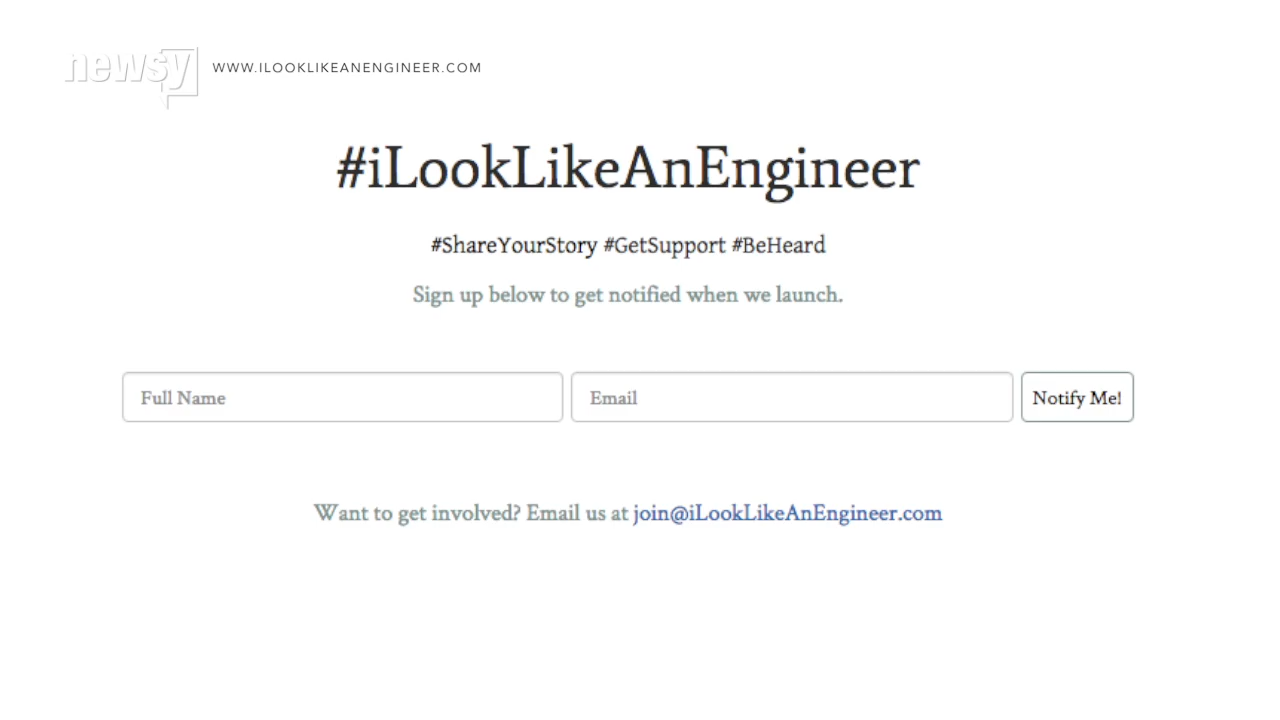 newsy WWW.ILOOKLIKEANENGINEER.COM
#iLookLikeAnEngineer
#ShareYourStory #GetSupport #BeHeard
Sign up below to get notified when we launch.
Full Name Email Notify Me!
Want to get involved? Email us at join@iLookLikeAnEngineer.com